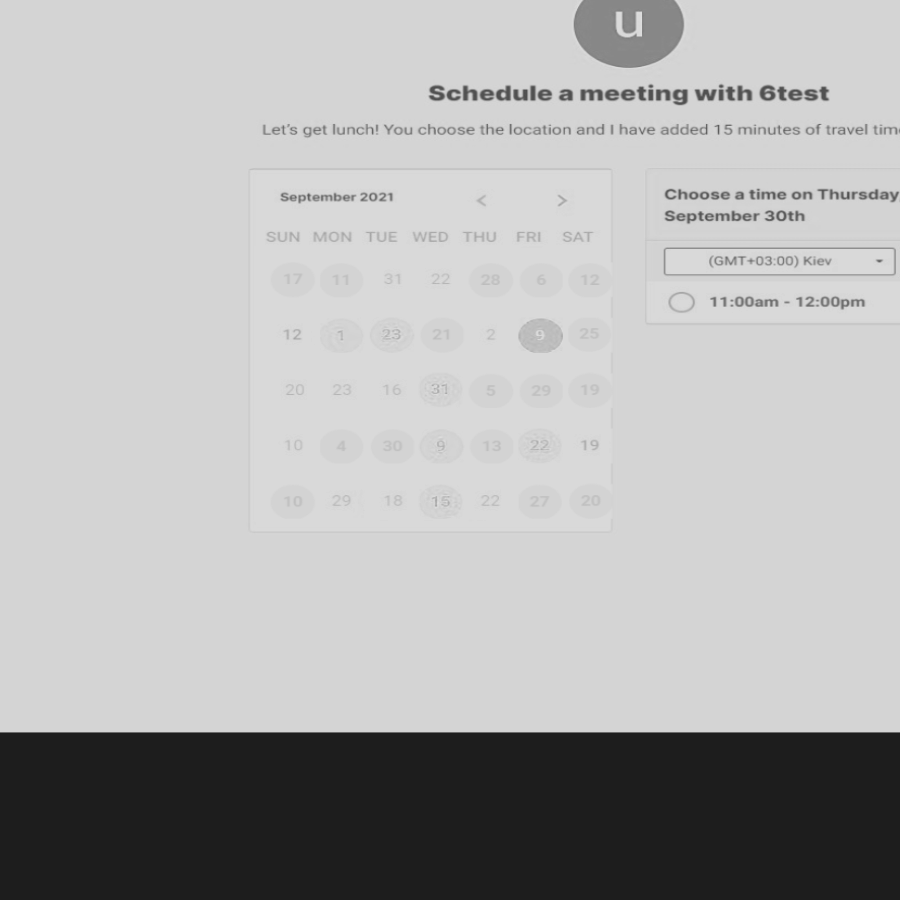 u
Schedule a meeting with 6test
Let's get lunch! You choose the location and I have added 15 minutes of travel tim
September 2021 < >
SUN MON TUE WED THU FRI SAT
17 11 31 22 28 6 12
12 1 23 21 2 9 25
20 23 16 31 5 29 19
10 4 30 9 13 22 19
10 29 18 15 22 27 20
Choose a time on Thursday,
September 30th
(GMT+03:00) Kiev
11:00am - 12:00pm